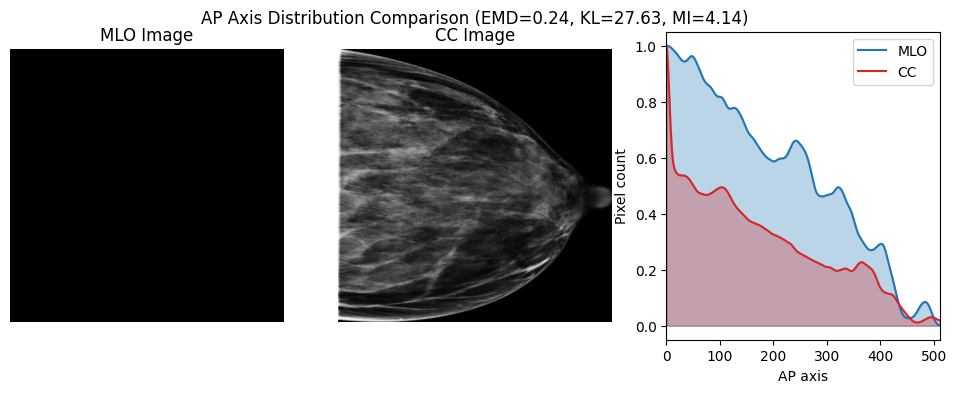 AP Axis Distribution Comparison (EMD=0.24, KL=27.63, MI=4.14)
MLO Image
CC Image
MLO
CC
1.0
0.8
0.6
0.4
0.2
0.0
Pixel count
0 100 200 300 400 500
AP axis